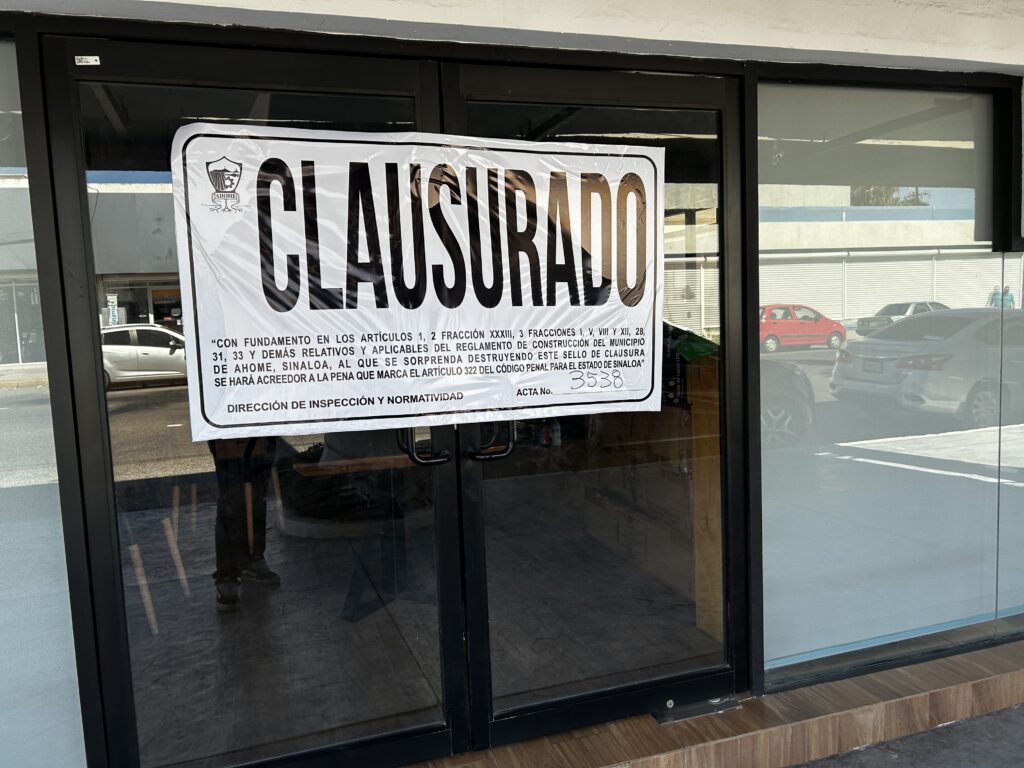 CLAUSURADO
AHOME
"CON FUNDAMENTO EN LOS ARTÍCULOS 1, 2 FRACCIÓN XXXIII, 3 FRACCIONES I, V, VIII Y XII, 28,
31, 33 Y DEMÁS RELATIVOS Y APLICABLES DEL REGLAMENTO DE CONSTRUCCIÓN DEL MUNICIPIO
DE AHOME, SINALOA, AL QUE SE SORPRENDA DESTRUYENDO ESTE SELLO DE CLAUSURA
SE HARÁ ACREEDOR A LA PENA QUE MARCA EL ARTÍCULO 322 DEL CÓDIGO PENAL PARA EL ESTADO DE SINALOA"
DIRECCIÓN DE INSPECCIÓN Y NORMATIVIDAD
ACTA No. 3538